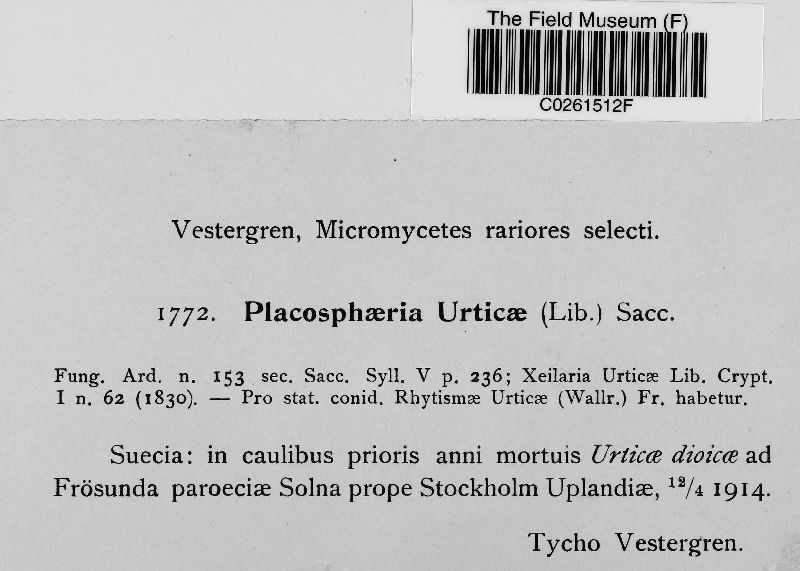 The Field Museum (F)
C0261512F
Vestergren, Micromycetes rariores selecti.
1772. Placosphæria Urticæ (Lib.) Sacc.
Fung. Ard. n. 153 sec. Sacc. Syll. V p. 236; Xeilaria Urticæ Lib. Crypt.
I n. 62 (1830). — Pro stat. conid. Rhytismæ Urticæ (Wallr.) Fr. habetur.
Suecia: in caulibus prioris anni mortuis Urticæ dioicæ ad
Frösunda paroeciæ Solna prope Stockholm Uplandiæ, 12/4 1914.
Tycho Vestergren.